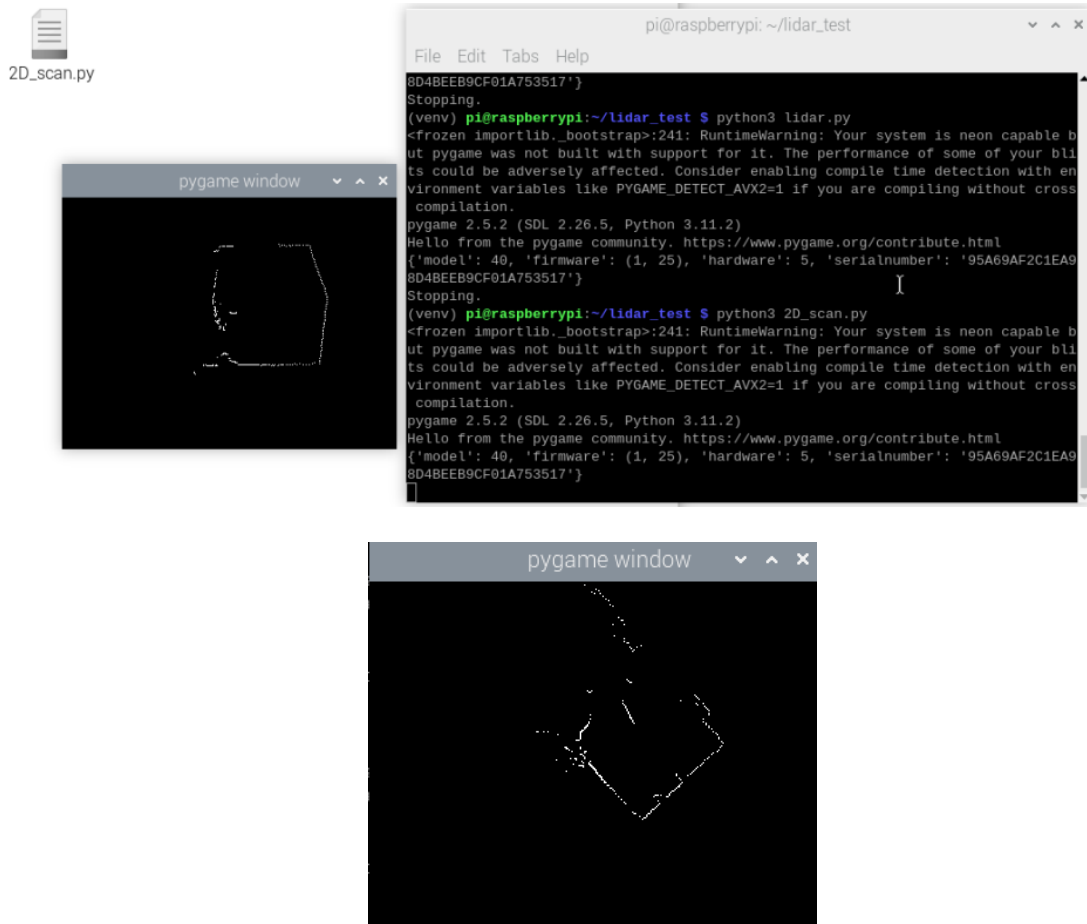 2D_scan.py
pi@raspberrypi: ~/lidar_test
File Edit Tabs Help
8D4BEEB9CF01A753517'}
Stopping.
(venv) pi@raspberrypi:~/lidar_test $ python3 lidar.py
<frozen importlib._bootstrap>:241: RuntimeWarning: Your system is neon capable b
ut pygame was not built with support for it. The performance of some of your bli
ts could be adversely affected. Consider enabling compile time detection with en
vironment variables like PYGAME_DETECT_AVX2=1 if you are compiling without cross
 compilation.
pygame 2.5.2 (SDL 2.26.5, Python 3.11.2)
Hello from the pygame community. https://www.pygame.org/contribute.html
{'model': 40, 'firmware': (1, 25), 'hardware': 5, 'serialnumber': '95A69AF2C1EA9
8D4BEEB9CF01A753517'}
Stopping.
(venv) pi@raspberrypi:~/lidar_test $ python3 2D_scan.py
<frozen importlib._bootstrap>:241: RuntimeWarning: Your system is neon capable b
ut pygame was not built with support for it. The performance of some of your bli
ts could be adversely affected. Consider enabling compile time detection with en
vironment variables like PYGAME_DETECT_AVX2=1 if you are compiling without cross
 compilation.
pygame 2.5.2 (SDL 2.26.5, Python 3.11.2)
Hello from the pygame community. https://www.pygame.org/contribute.html
{'model': 40, 'firmware': (1, 25), 'hardware': 5, 'serialnumber': '95A69AF2C1EA9
8D4BEEB9CF01A753517'}
pygame window
pygame window